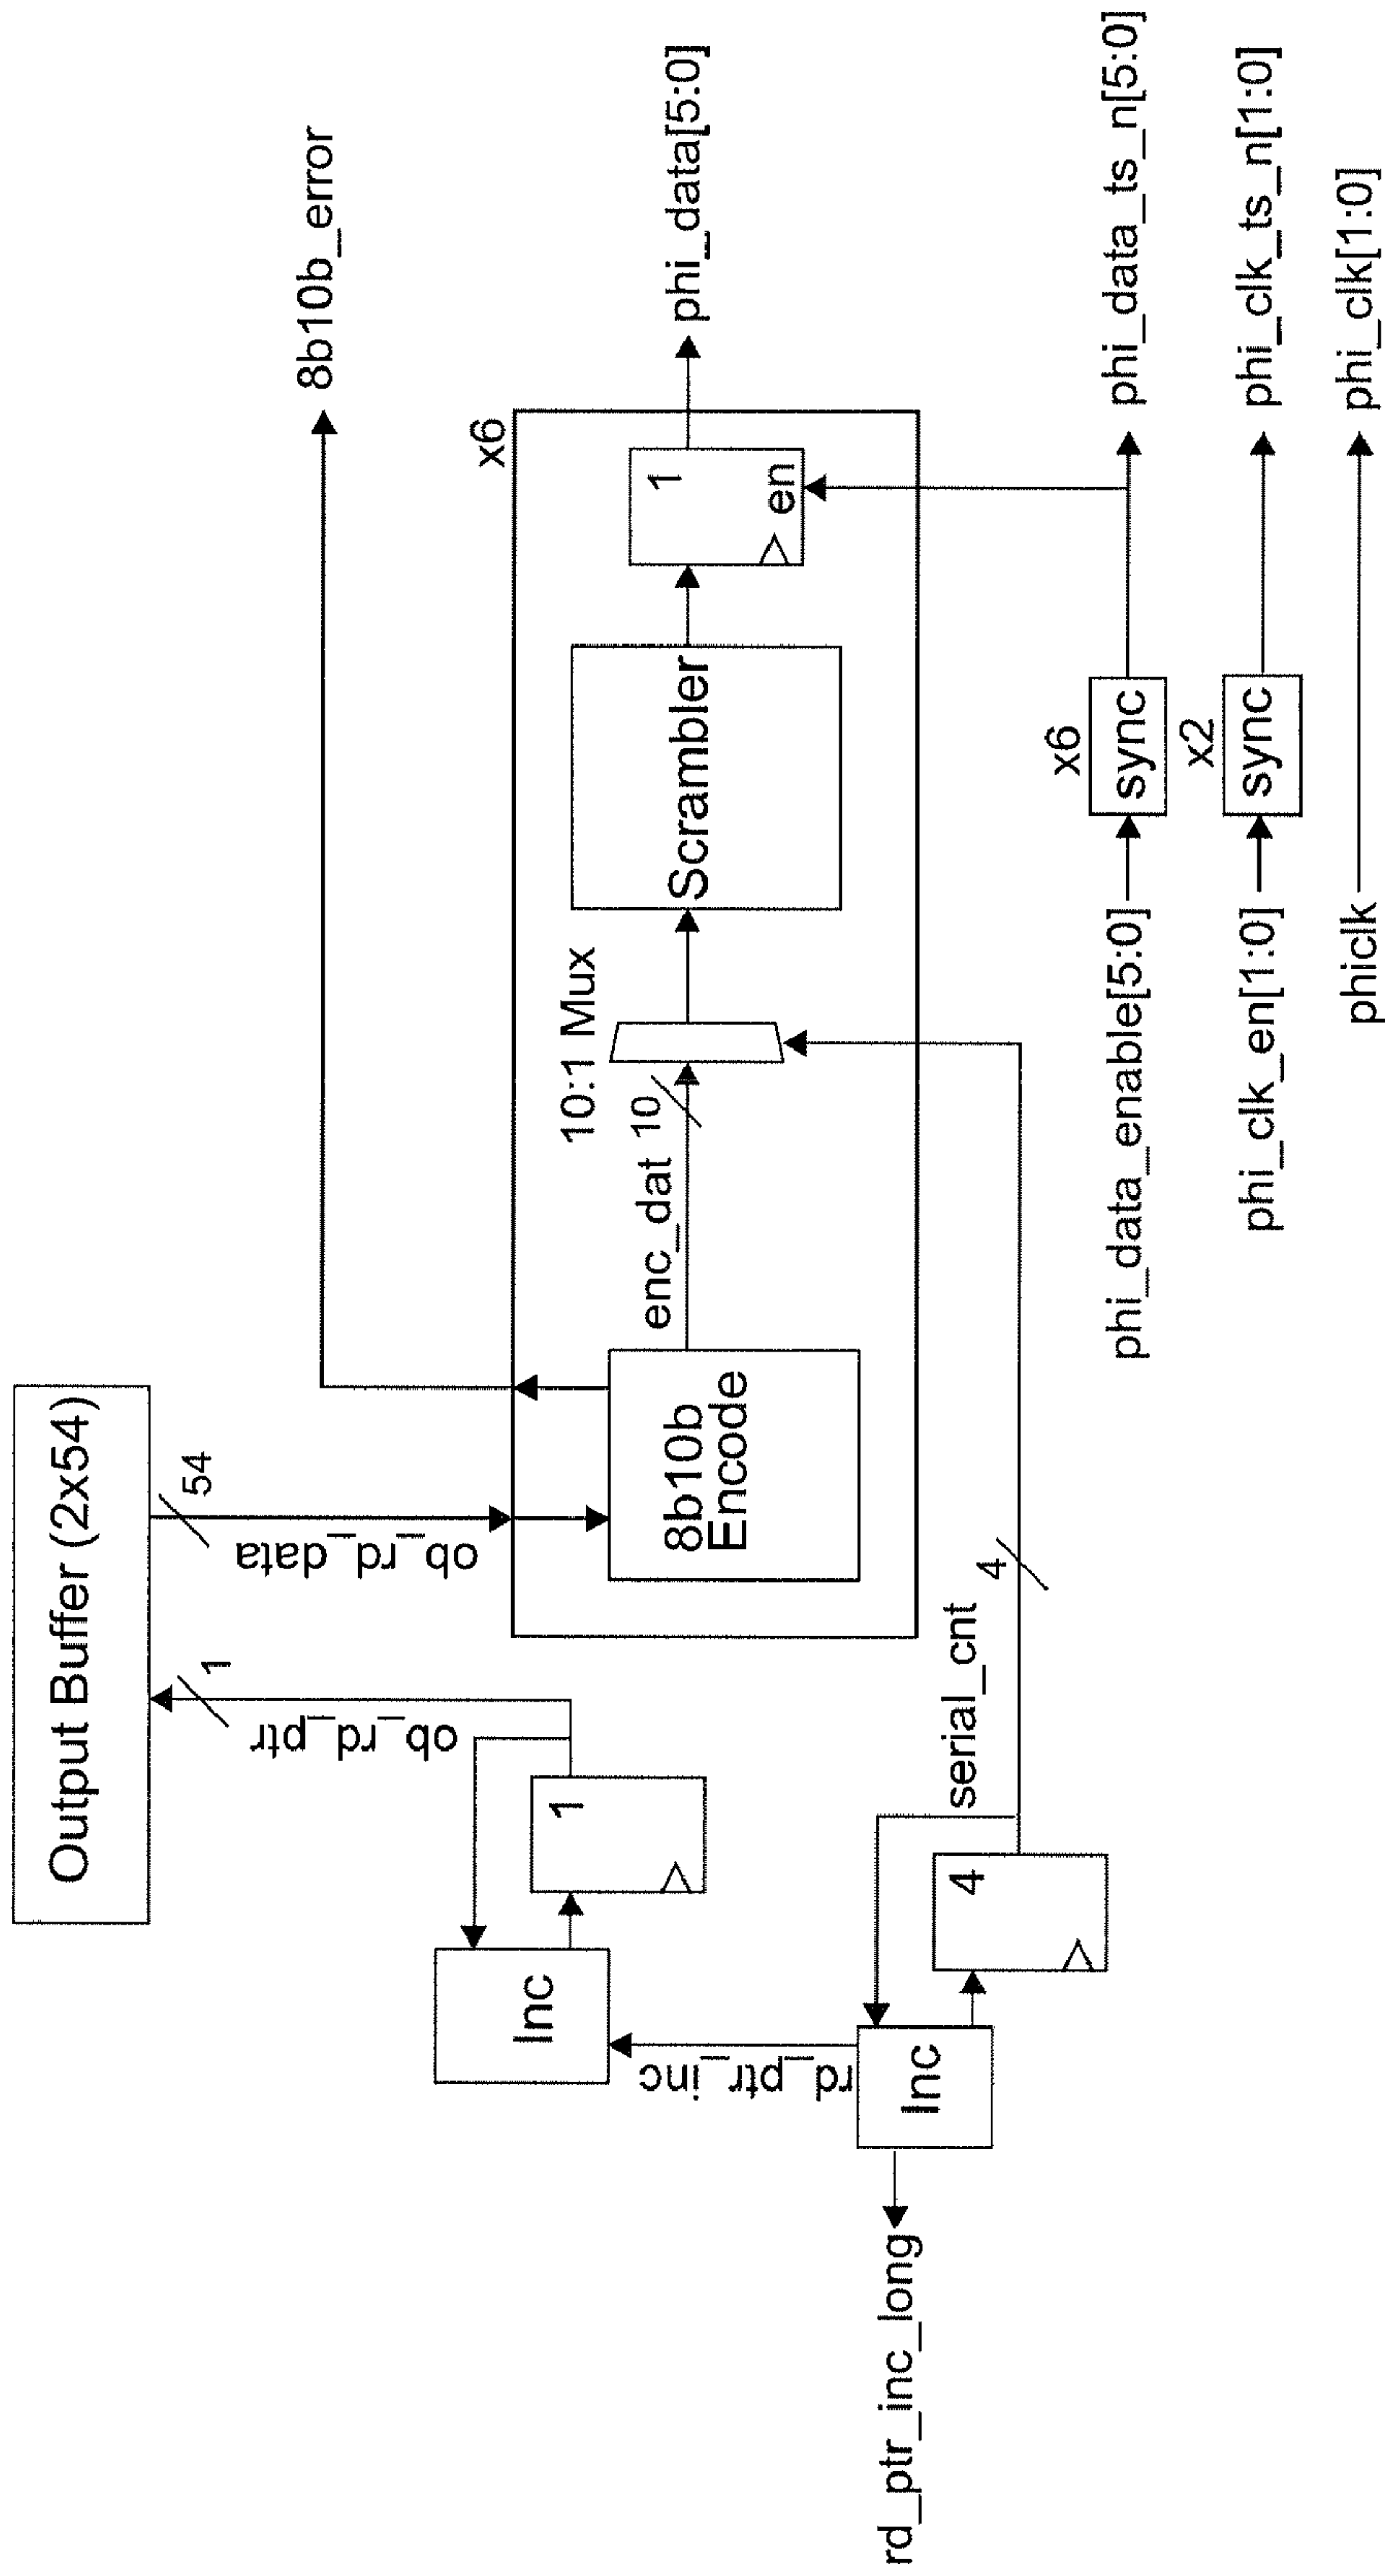 Output Buffer (2x54)
8b10b_error
54
ob_rd_data
1
ob_rd_ptr
x6
10:1 Mux
8b10b
Encode
enc_dat
10
Scrambler
1
en
phi_data[5:0]
Inc
1
rd_ptr_inc
Inc
4
serial_cnt
4
rd_ptr_inc_long
phi_data_enable[5:0]
x6
sync
phi_data_ts_n[5:0]
phi_clk_en[1:0]
x2
sync
phi_clk_ts_n[1:0]
phiclk
phi_clk[1:0]